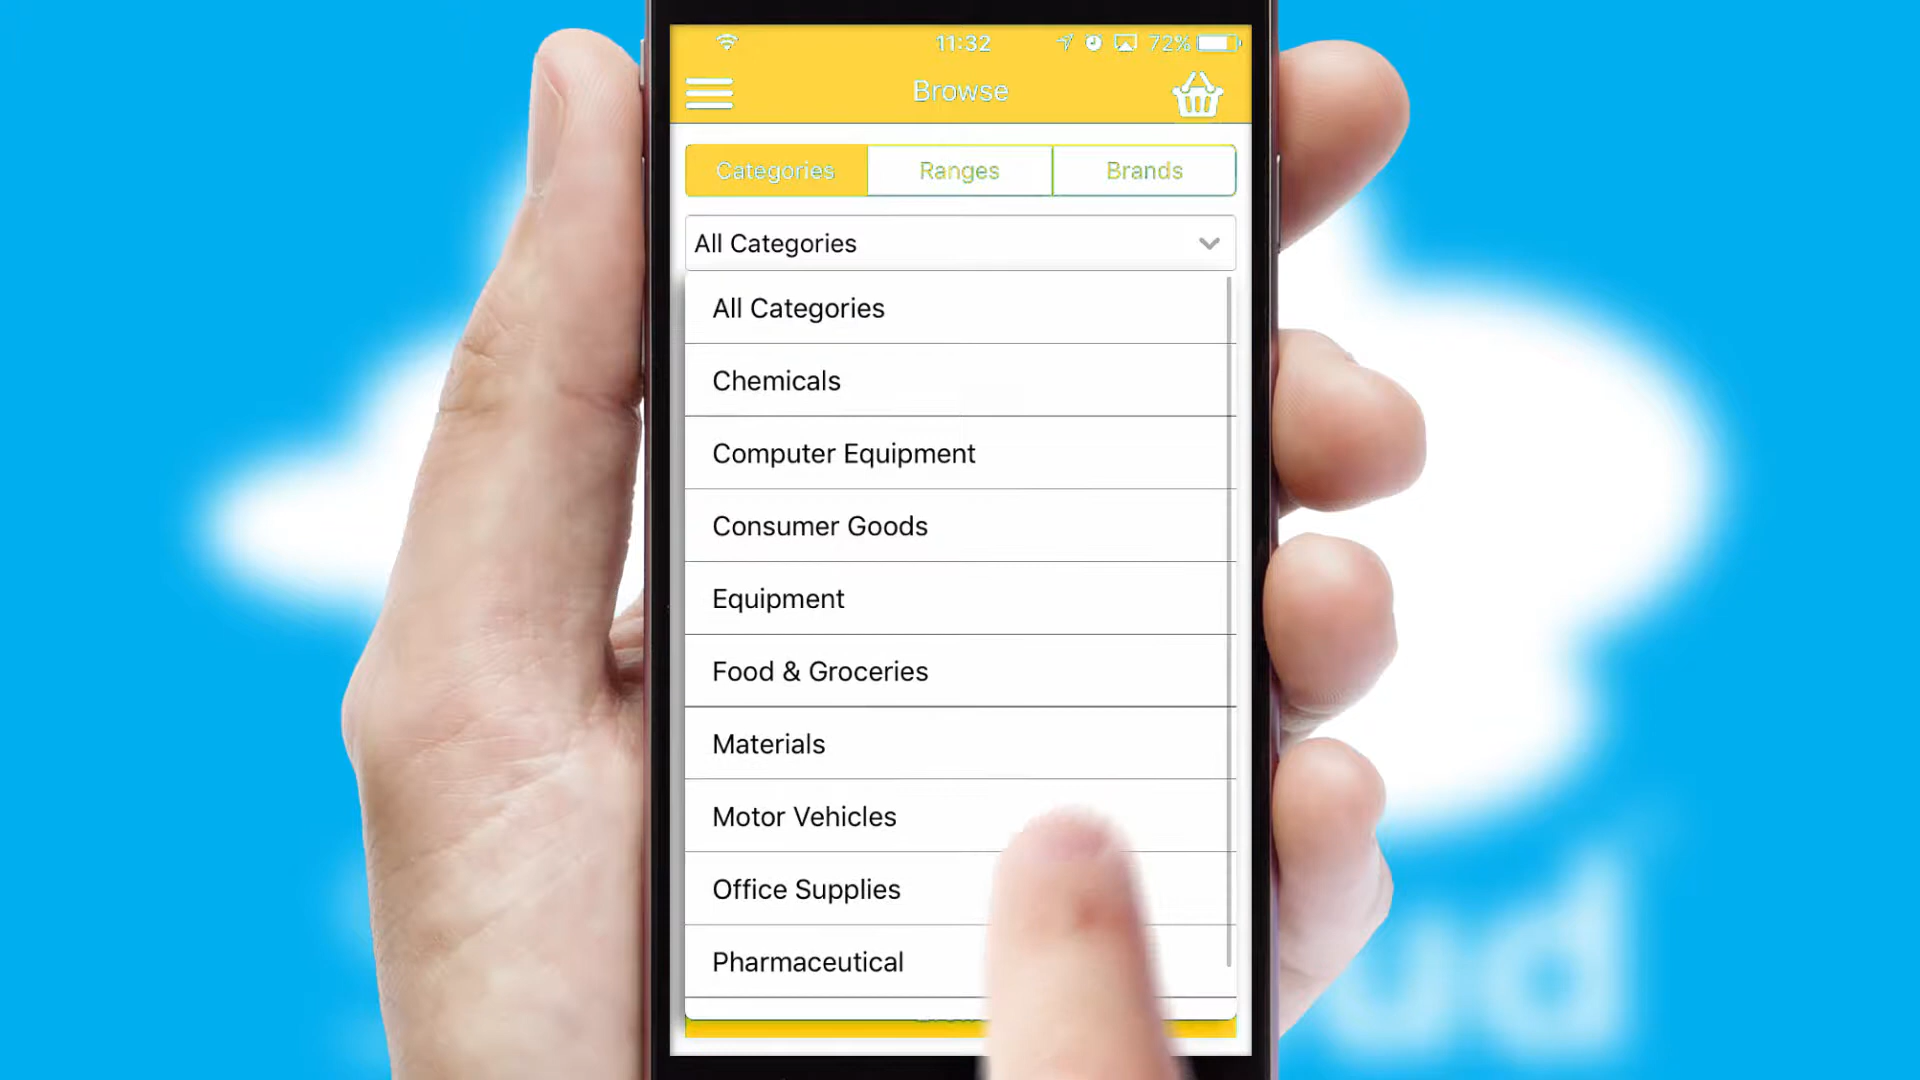 11:32
72%
Browse
Categories
Ranges
Brands
All Categories
All Categories
Chemicals
Computer Equipment
Consumer Goods
Equipment
Food & Groceries
Materials
Motor Vehicles
Office Supplies
Pharmaceutical
ud